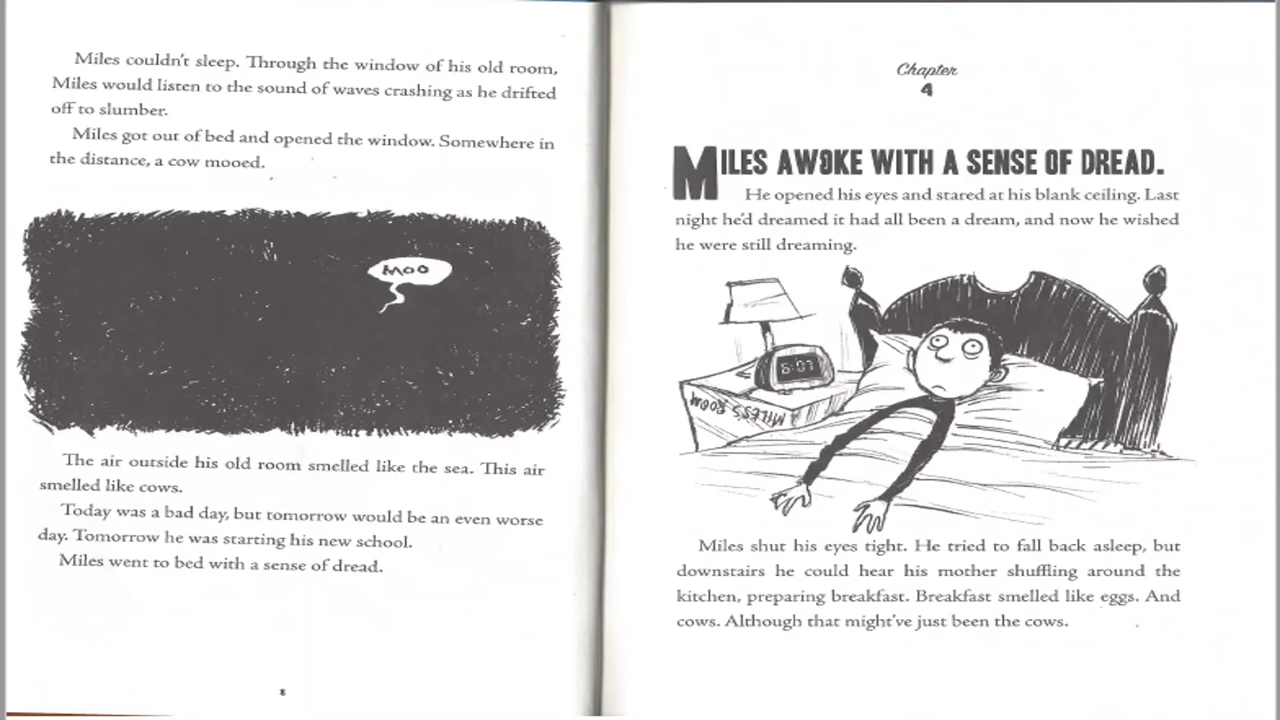 Miles couldn't sleep. Through the window of his old room,
Miles would listen to the sound of waves crashing as he drifted
off to slumber.
Miles got out of bed and opened the window. Somewhere in
the distance, a cow mooed.
MOO
The air outside his old room smelled like the sea. This air
smelled like cows.
Today was a bad day, but tomorrow would be an even worse
day. Tomorrow he was starting his new school.
Miles went to bed with a sense of dread.
8
Chapter
4
MILES AWOKE WITH A SENSE OF DREAD.
He opened his eyes and stared at his blank ceiling. Last
night he'd dreamed it had all been a dream, and now he wished
he were still dreaming.
6:07
MILES'S ROOM
Miles shut his eyes tight. He tried to fall back asleep, but
downstairs he could hear his mother shuffling around the
kitchen, preparing breakfast. Breakfast smelled like eggs. And
cows. Although that might've just been the cows.